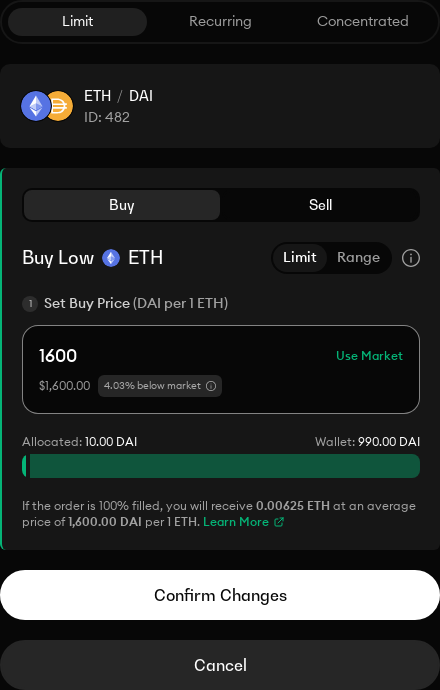 Limit Recurring Concentrated
ETH / DAI
ID: 482
Buy Sell
Buy Low ETH Limit Range
1 Set Buy Price (DAI per 1 ETH)
1600 Use Market
$1,600.00 4.03% below market
Allocated: 10.00 DAI Wallet: 990.00 DAI
If the order is 100% filled, you will receive 0.00625 ETH at an average
price of 1,600.00 DAI per 1 ETH. Learn More
Confirm Changes
Cancel